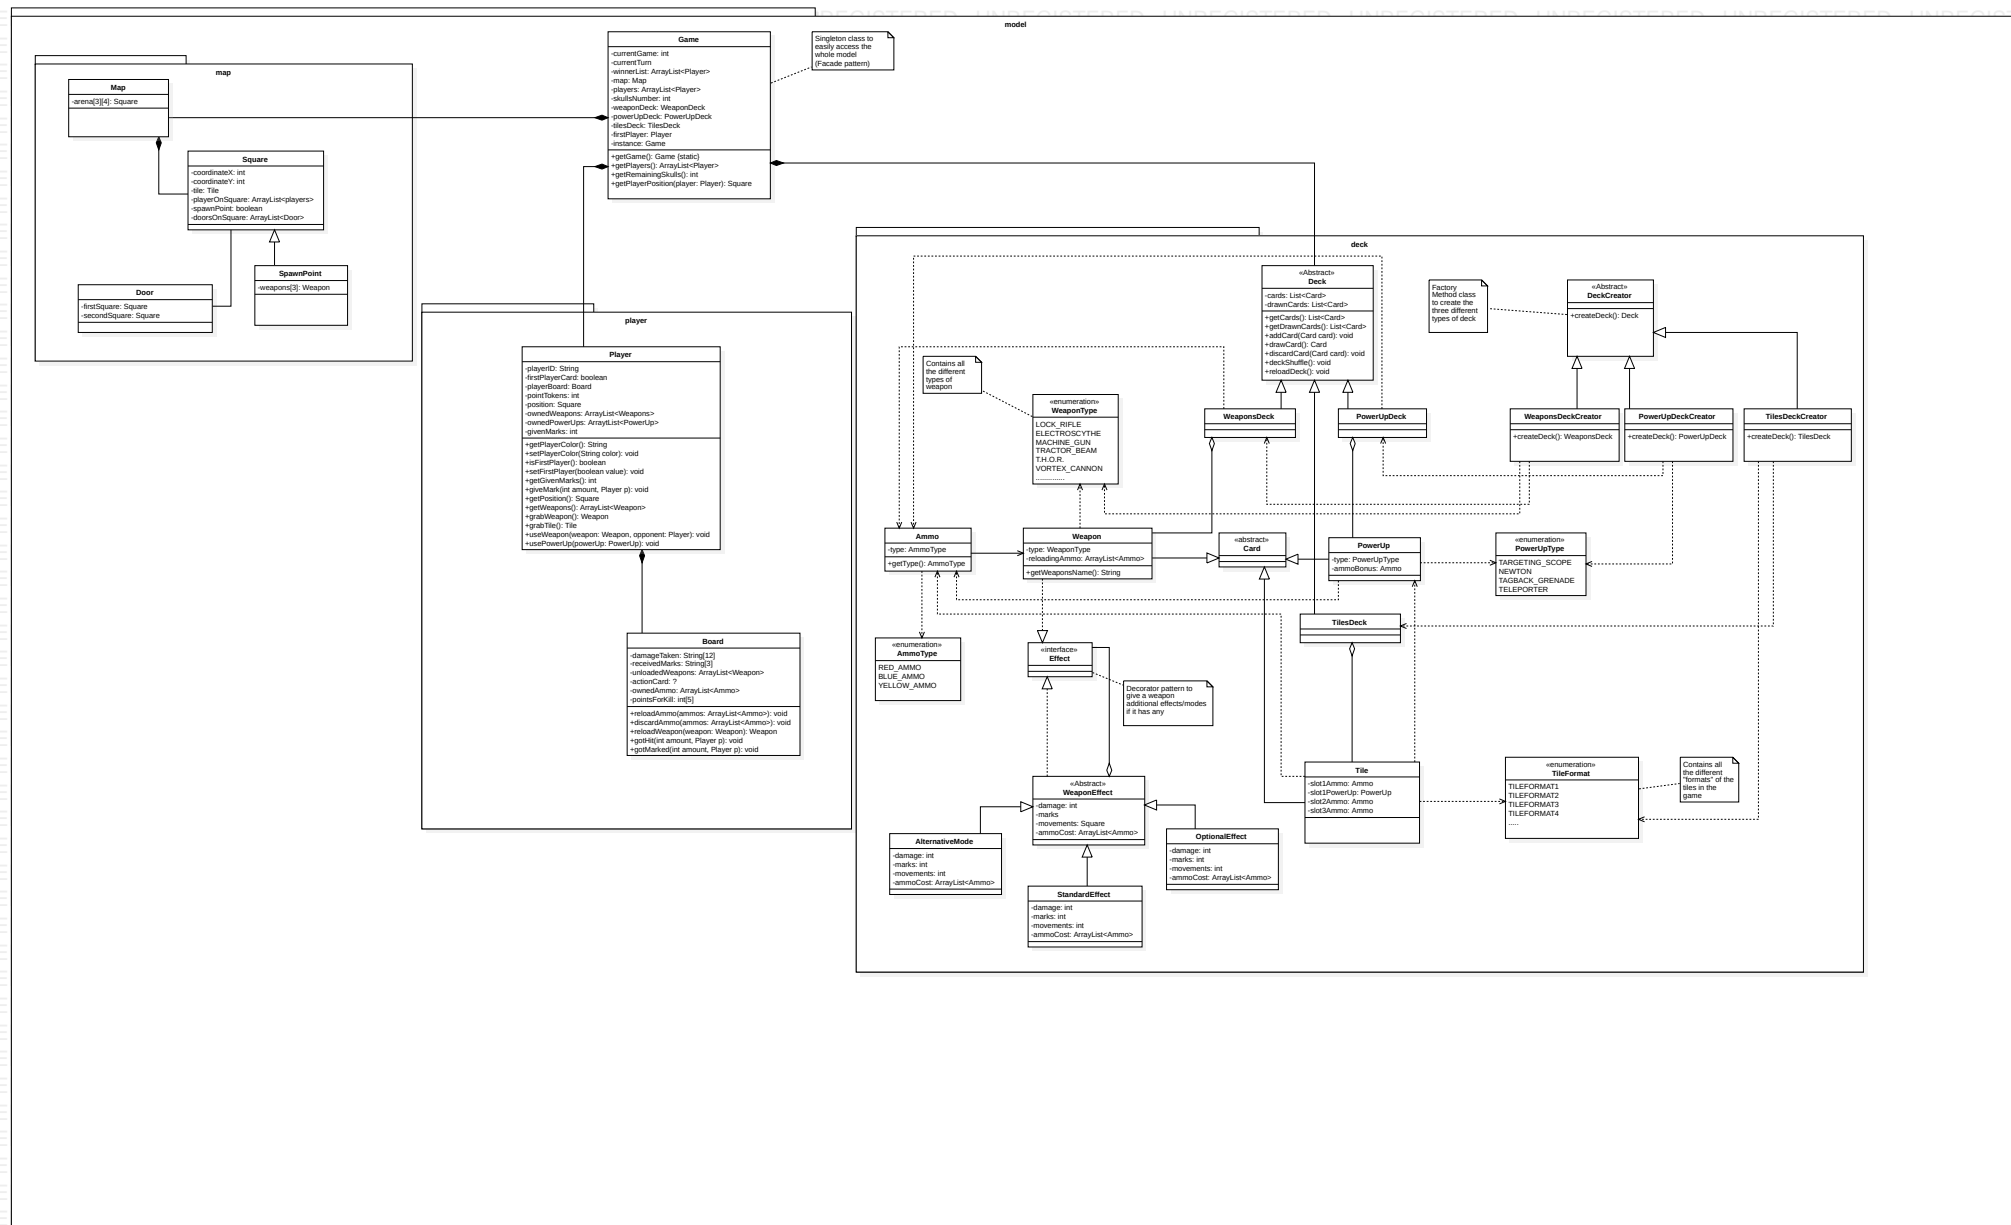 model
Game
-currentGame: int
-currentTurn
-winnerList: ArrayList<Player>
-map: Map
-players: ArrayList<Player>
-skullsNumber: int
-weaponDeck: WeaponDeck
-powerUpDeck: PowerUpDeck
-tilesDeck: TilesDeck
-firstPlayer: Player
-instance: Game
+getGame(): Game {static}
+getPlayers(): ArrayList<Player>
+getRemainingSkulls(): int
+getPlayerPosition(player: Player): Square
Singleton class to
easily access the
whole model
(Facade pattern)
map
Map
-arena[3][4]: Square
Square
-coordinateX: int
-coordinateY: int
-tile: Tile
-playerOnSquare: ArrayList<players>
-spawnPoint: boolean
-doorsOnSquare: ArrayList<Door>
SpawnPoint
-weapons[3]: Weapon
Door
-firstSquare: Square
-secondSquare: Square
player
Player
-playerID: String
-firstPlayerCard: boolean
-playerBoard: Board
-pointTokens: int
-position: Square
-ownedWeapons: ArrayList<Weapons>
-ownedPowerUps: ArraytList<PowerUp>
-givenMarks: int
+getPlayerColor(): String
+setPlayerColor(String color): void
+isFirstPlayer(): boolean
+setFirstPlayer(boolean value): void
+getGivenMarks(): int
+giveMark(int amount, Player p): void
+getPosition(): Square
+getWeapons(): ArrayList<Weapon>
+grabWeapon(): Weapon
+grabTile(): Tile
+useWeapon(weapon: Weapon, opponent: Player): void
+usePowerUp(powerUp: PowerUp): void
Board
-damageTaken: String[12]
-receivedMarks: String[3]
-unloadedWeapons: ArrayList<Weapon>
-actionCard: ?
-ownedAmmo: ArrayList<Ammo>
-pointsForKill: int[5]
+reloadAmmo(ammos: ArrayList<Ammo>): void
+discardAmmo(ammos: ArrayList<Ammo>): void
+reloadWeapon(weapon: Weapon): Weapon
+gotHit(int amount, Player p): void
+gotMarked(int amount, Player p): void
deck
«Abstract»
Deck
-cards: List<Card>
-drawnCards: List<Card>
+getCards(): List<Card>
+getDrawnCards(): List<Card>
+addCard(Card card): void
+drawCard(): Card
+discardCard(Card card): void
+deckShuffle(): void
+reloadDeck(): void
Factory
Method class
to create the
three different
types of deck
«Abstract»
DeckCreator
+createDeck(): Deck
Contains all
the different
types of
weapon
«enumeration»
WeaponType
LOCK_RIFLE
ELECTROSCYTHE
MACHINE_GUN
TRACTOR_BEAM
T.H.O.R.
VORTEX_CANNON
..............
WeaponsDeck
PowerUpDeck
WeaponsDeckCreator
+createDeck(): WeaponsDeck
PowerUpDeckCreator
+createDeck(): PowerUpDeck
TilesDeckCreator
+createDeck(): TilesDeck
Ammo
-type: AmmoType
+getType(): AmmoType
Weapon
-type: WeaponType
-reloadingAmmo: ArrayList<Ammo>
+getWeaponsName(): String
«abstract»
Card
PowerUp
-type: PowerUpType
-ammoBonus: Ammo
«enumeration»
PowerUpType
TARGETING_SCOPE
NEWTON
TAGBACK_GRENADE
TELEPORTER
TilesDeck
«enumeration»
AmmoType
RED_AMMO
BLUE_AMMO
YELLOW_AMMO
«interface»
Effect
Decorator pattern to
give a weapon
additional effects/modes
if it has any
«Abstract»
WeaponEffect
-damage: int
-marks
-movements: Square
-ammoCost: ArrayList<Ammo>
AlternativeMode
-damage: int
-marks: int
-movements: int
-ammoCost: ArrayList<Ammo>
OptionalEffect
-damage: int
-marks: int
-movements: int
-ammoCost: ArrayList<Ammo>
StandardEffect
-damage: int
-marks: int
-movements: int
-ammoCost: ArrayList<Ammo>
Tile
-slot1Ammo: Ammo
-slot1PowerUp: PowerUp
-slot2Ammo: Ammo
-slot3Ammo: Ammo
«enumeration»
TileFormat
TILEFORMAT1
TILEFORMAT2
TILEFORMAT3
TILEFORMAT4
.....
Contains all
the different
"formats" of the
tiles in the
game